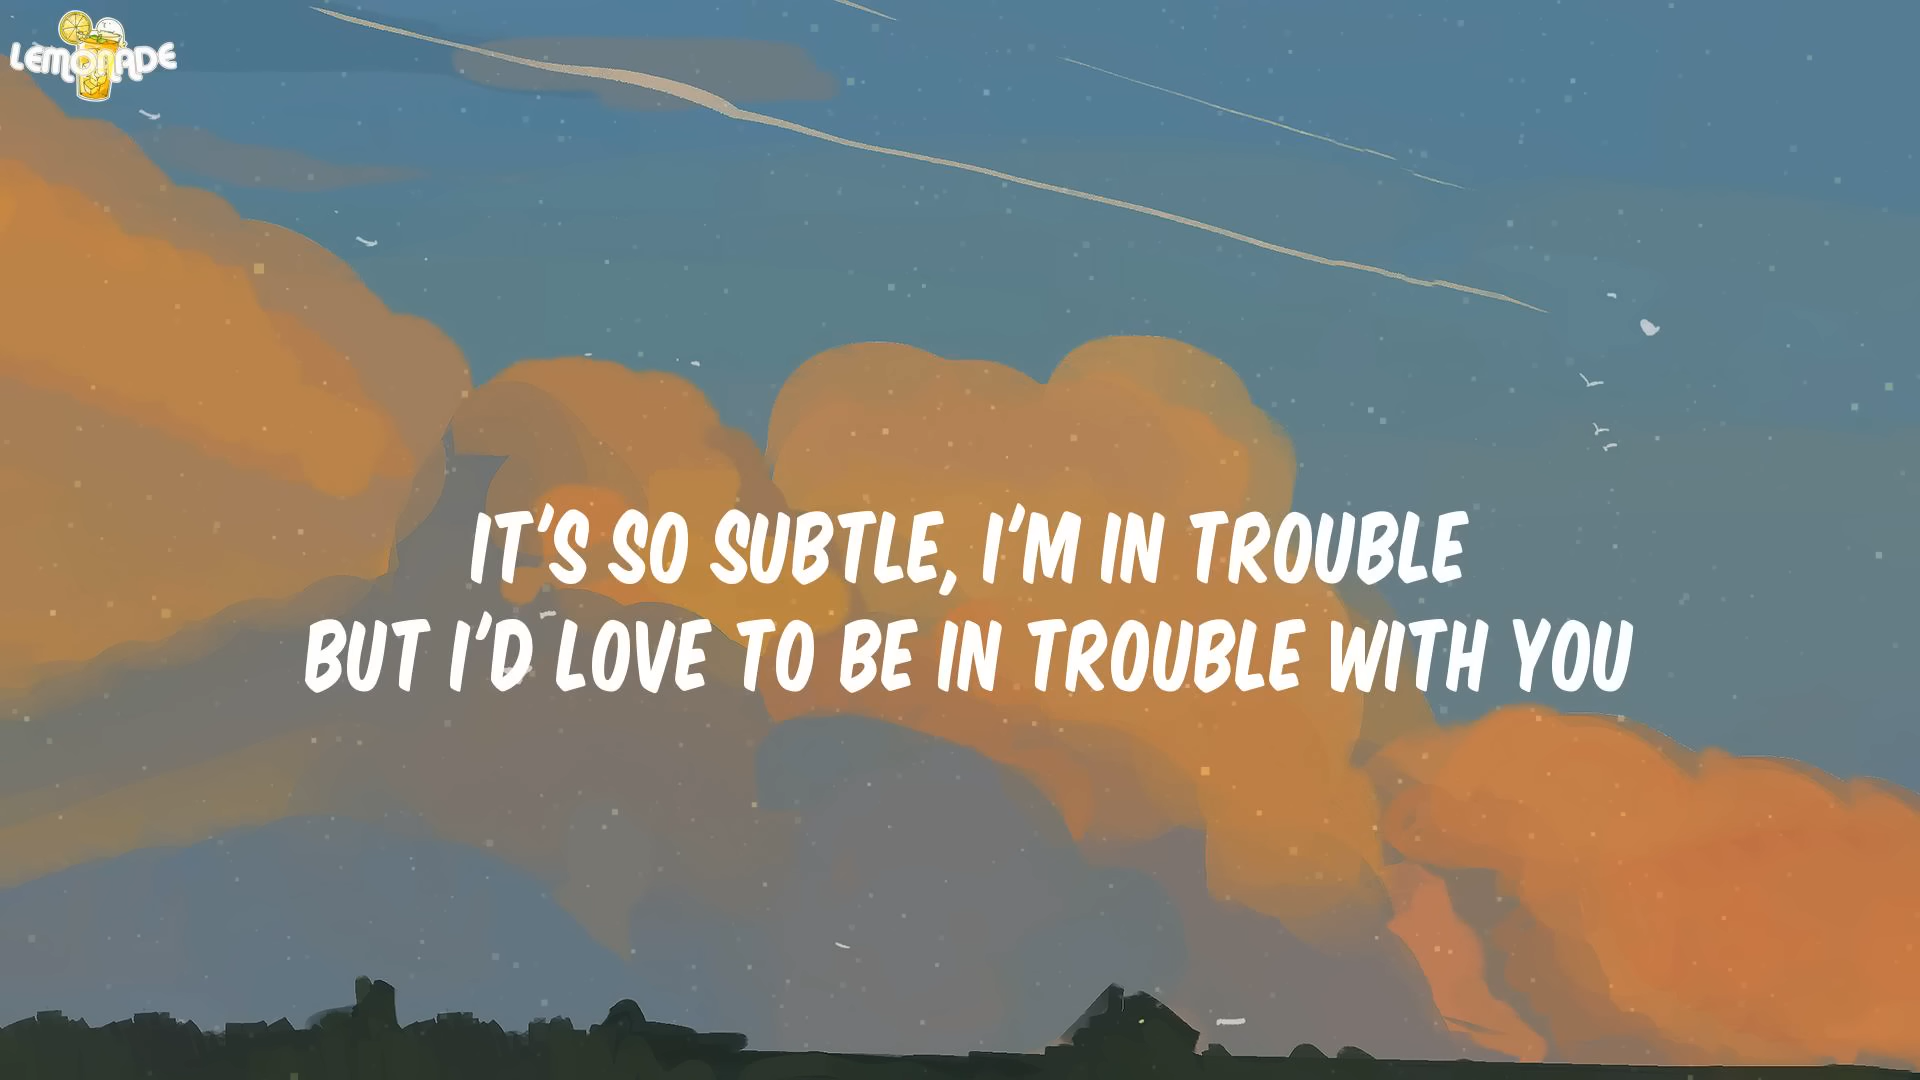 LEMONADE
IT'S SO SUBTLE, I'M IN TROUBLE
BUT I'D LOVE TO BE IN TROUBLE WITH YOU